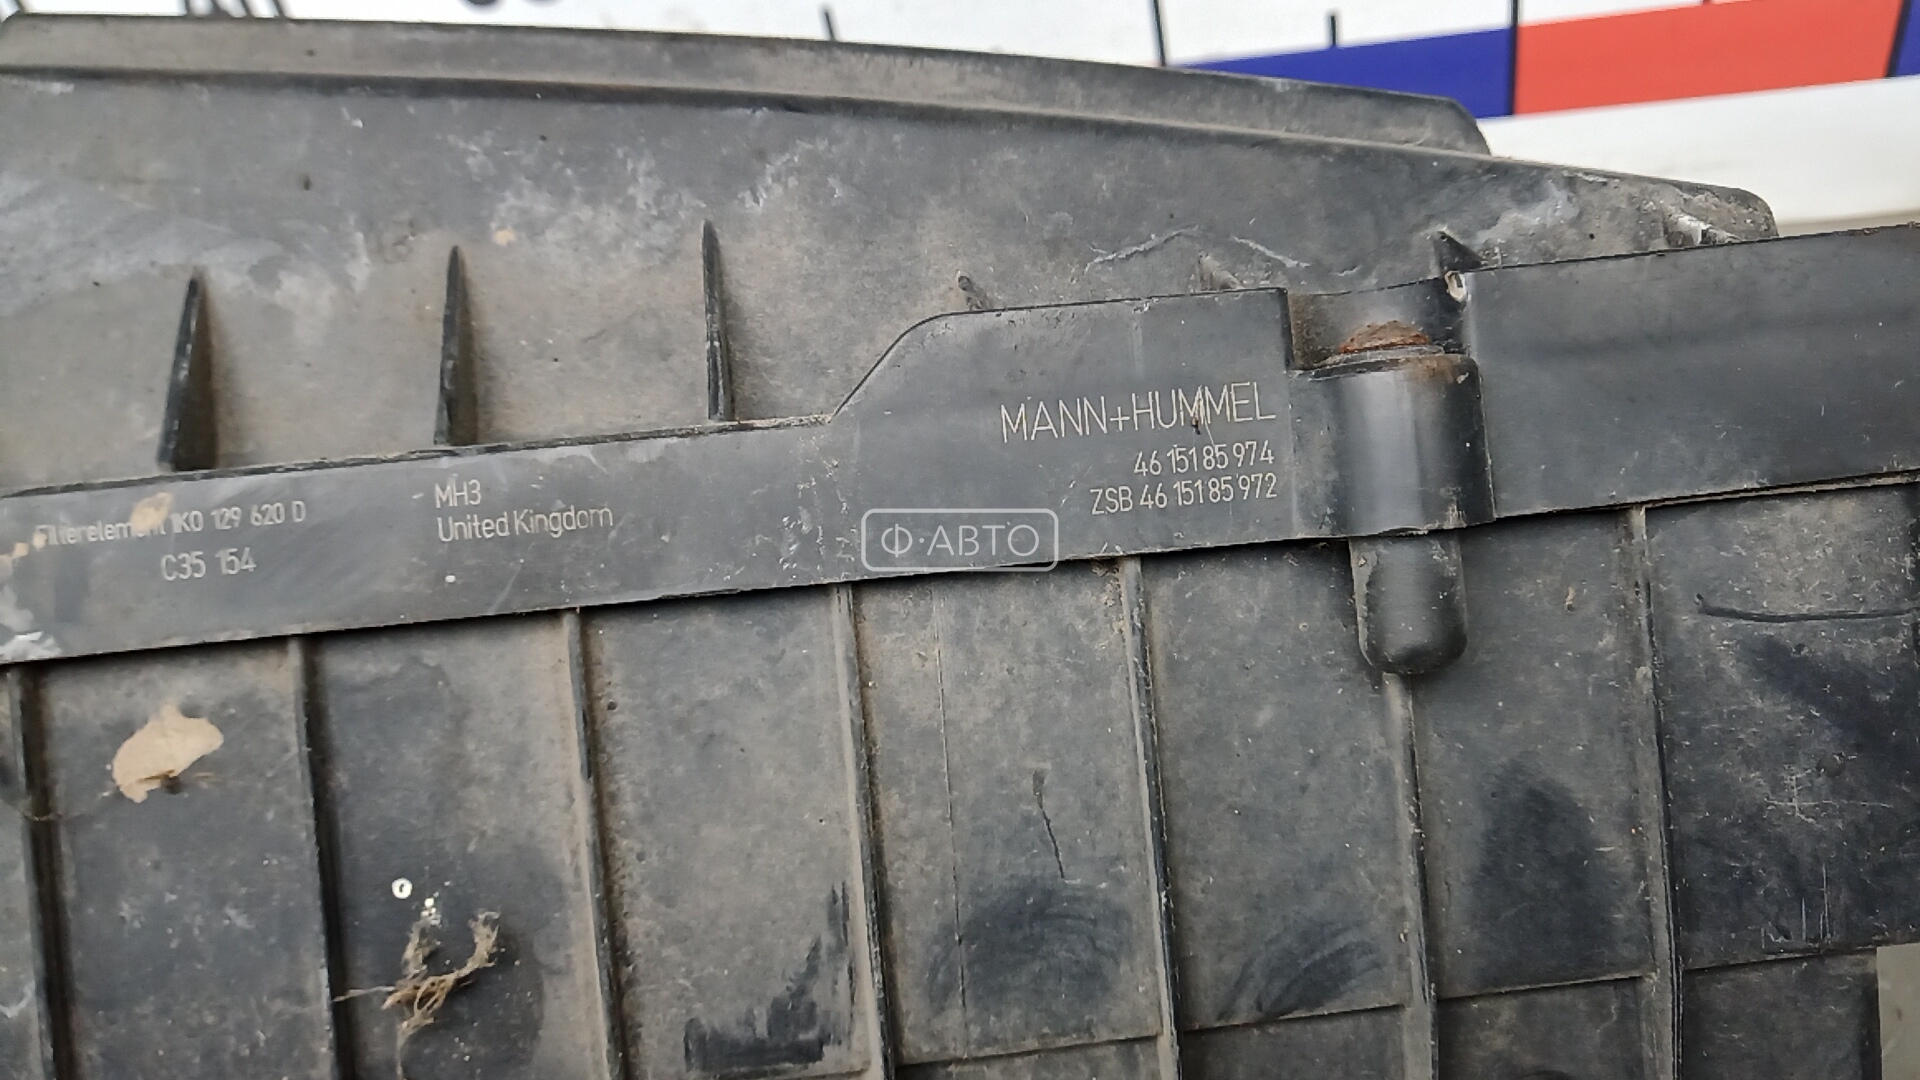 MANN+HUMMEL
46 151 85 974
ZSB 46 151 85 972
Filterelement 1K0 129 620 D
C35 154
MH3
United Kingdom
Ф·АВТО